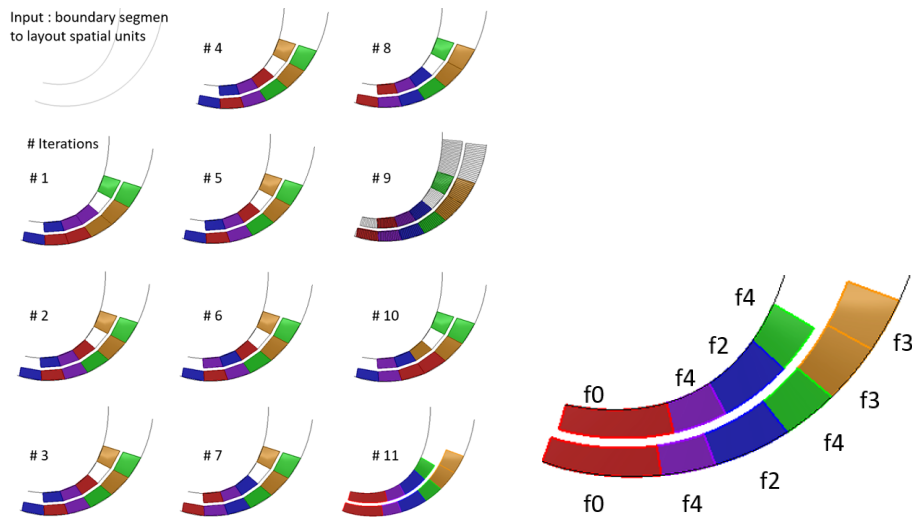 Input : boundary segmen
to layout spatial units
# 4
# 8
# Iterations
# 1
# 5
# 9
# 2
# 6
# 10
# 3
# 7
# 11
f4
f2
f3
f4
f0
f3
f4
f2
f4
f0